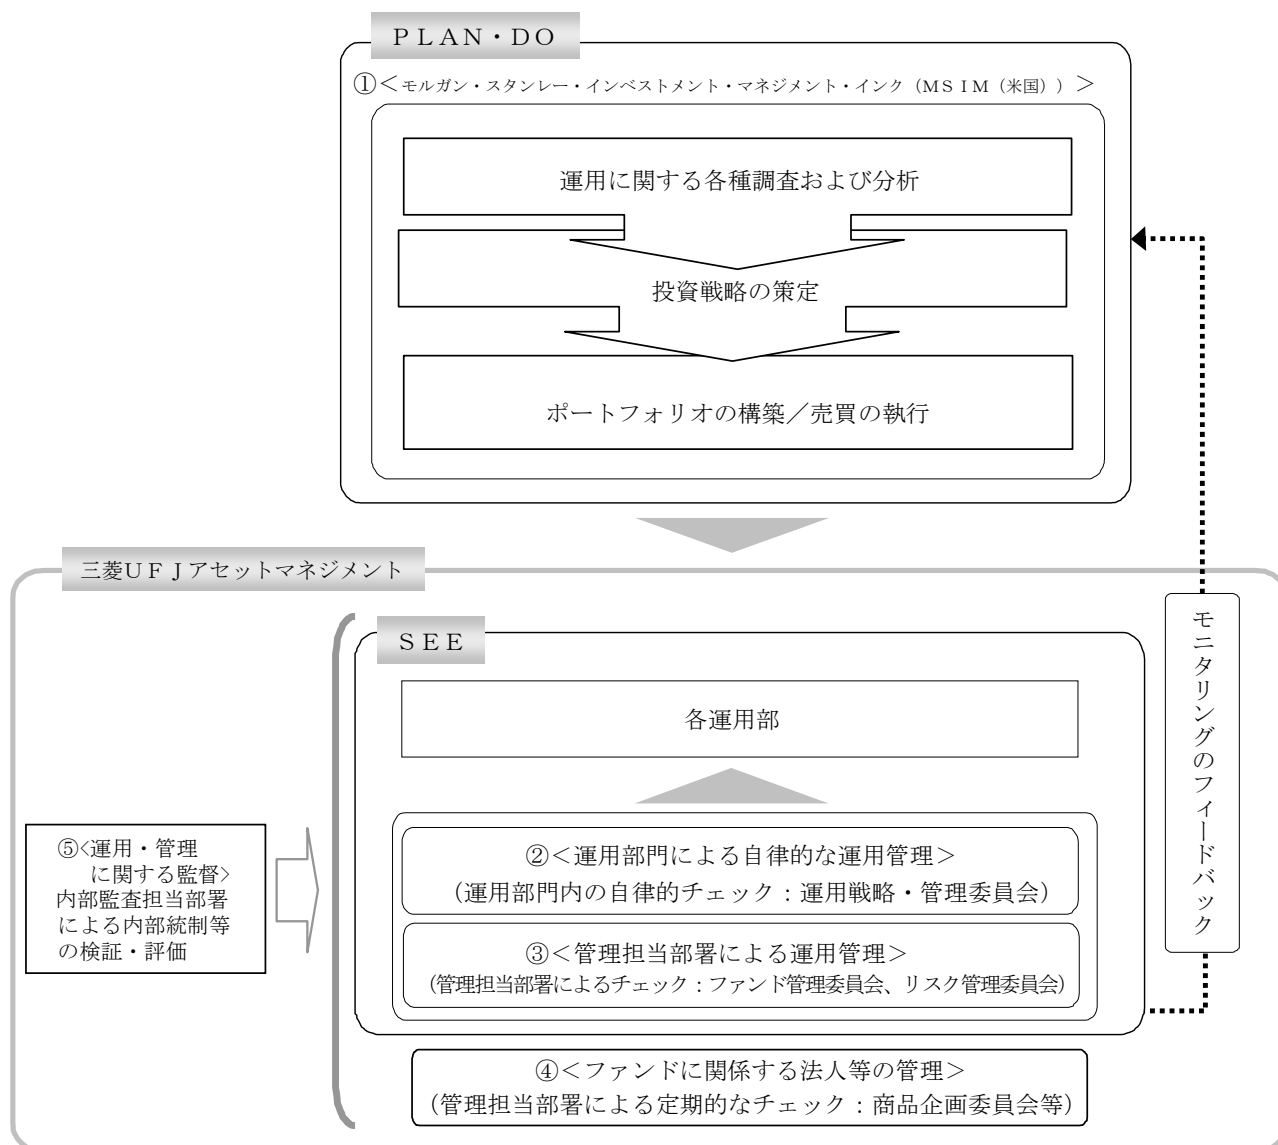 ＰＬＡＮ・ＤＯ
①＜モルガン・スタンレー・インベストメント・マネジメント・インク（ＭＳＩＭ（米国））＞
運用に関する各種調査および分析
投資戦略の策定
ポートフォリオの構築／売買の執行
三菱ＵＦＪアセットマネジメント
ＳＥＥ
各運用部
②＜運用部門による自律的な運用管理＞
（運用部門内の自律的チェック：運用戦略・管理委員会）
③＜管理担当部署による運用管理＞
（管理担当部署によるチェック：ファンド管理委員会、リスク管理委員会）
④＜ファンドに関係する法人等の管理＞
（管理担当部署による定期的なチェック：商品企画委員会等）
⑤<運用・管理
に関する監督>
内部監査担当部署
による内部統制等
の検証・評価
モニタリングのフィードバック